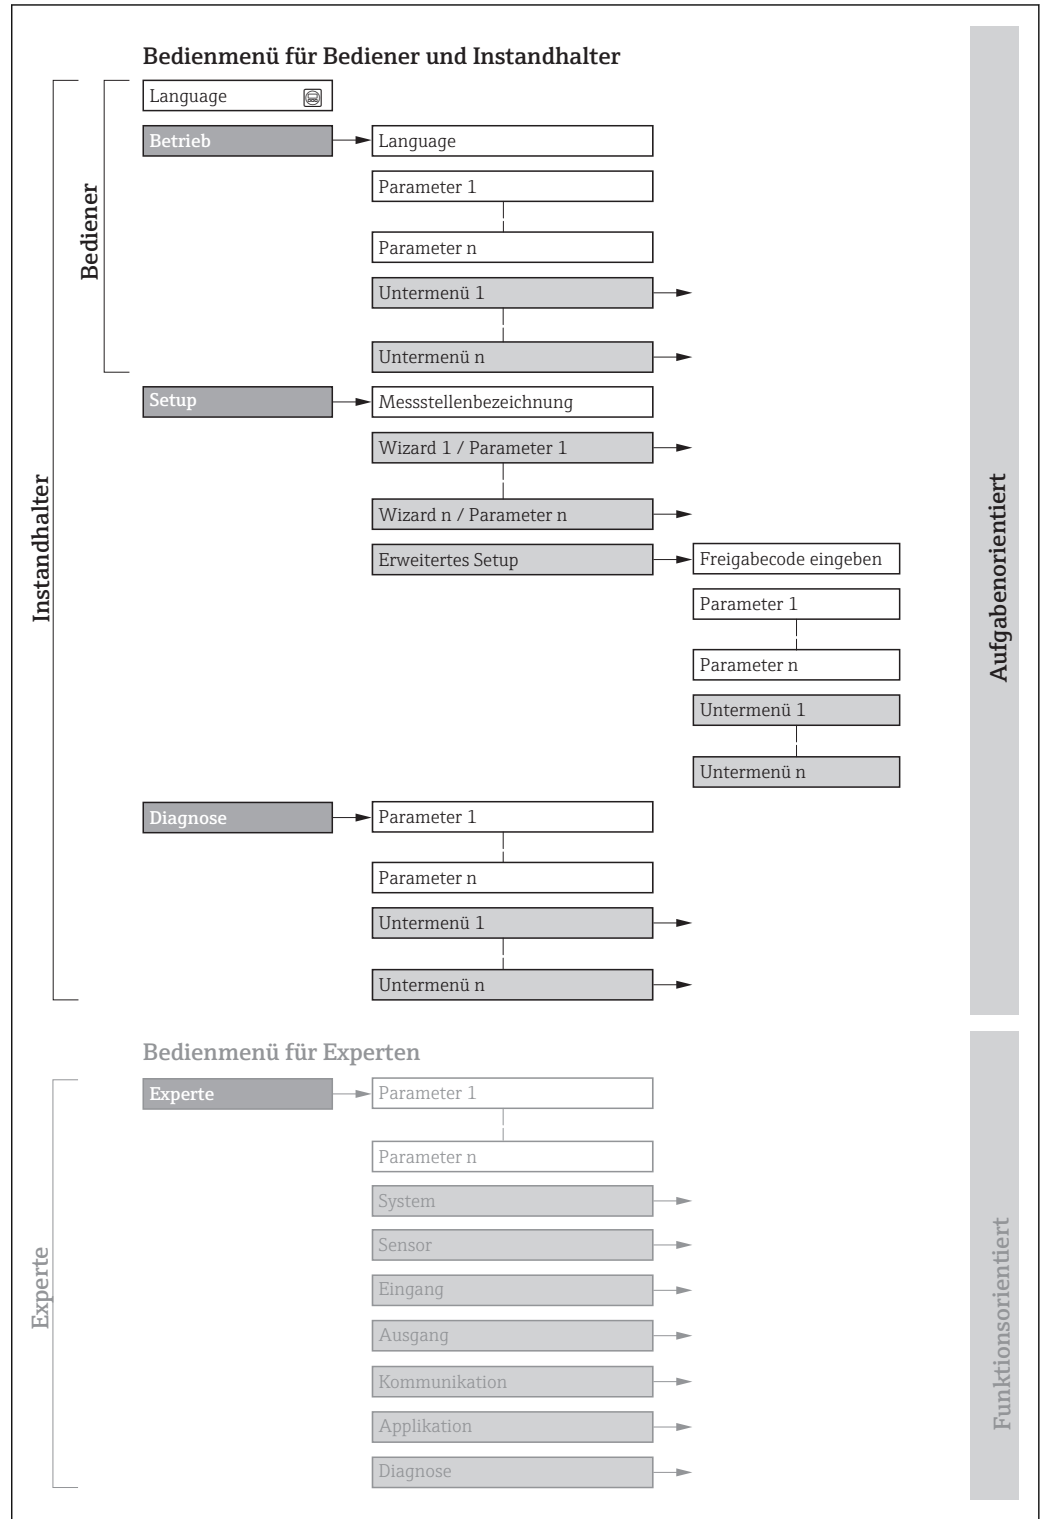 Bedienmenü für Bediener und Instandhalter
Language
Betrieb
Language
Parameter 1
Parameter n
Untermenü 1
Untermenü n
Bediener
Setup
Messstellenbezeichnung
Wizard 1 / Parameter 1
Wizard n / Parameter n
Erweitertes Setup
Freigabecode eingeben
Parameter 1
Parameter n
Untermenü 1
Untermenü n
Diagnose
Parameter 1
Parameter n
Untermenü 1
Untermenü n
Instandhalter
Aufgabenorientiert
Bedienmenü für Experten
Experte
Parameter 1
Parameter n
System
Sensor
Eingang
Ausgang
Kommunikation
Applikation
Diagnose
Experte
Funktionsorientiert